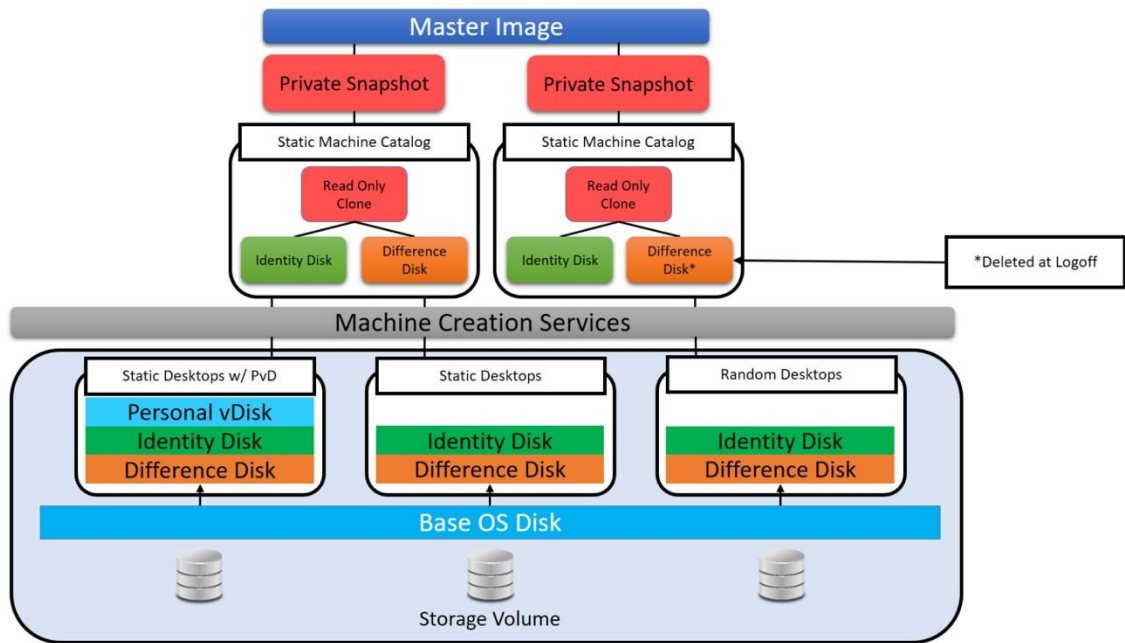 Master Image
Private Snapshot
Private Snapshot
Static Machine Catalog
Static Machine Catalog
Read Only
Clone
Read Only
Clone
Identity Disk
Difference
Disk
Identity Disk
Difference
Disk*
*Deleted at Logoff
Machine Creation Services
Static Desktops w/ PvD
Static Desktops
Random Desktops
Personal vDisk
Identity Disk
Identity Disk
Identity Disk
Difference Disk
Difference Disk
Difference Disk
Base OS Disk
Storage Volume